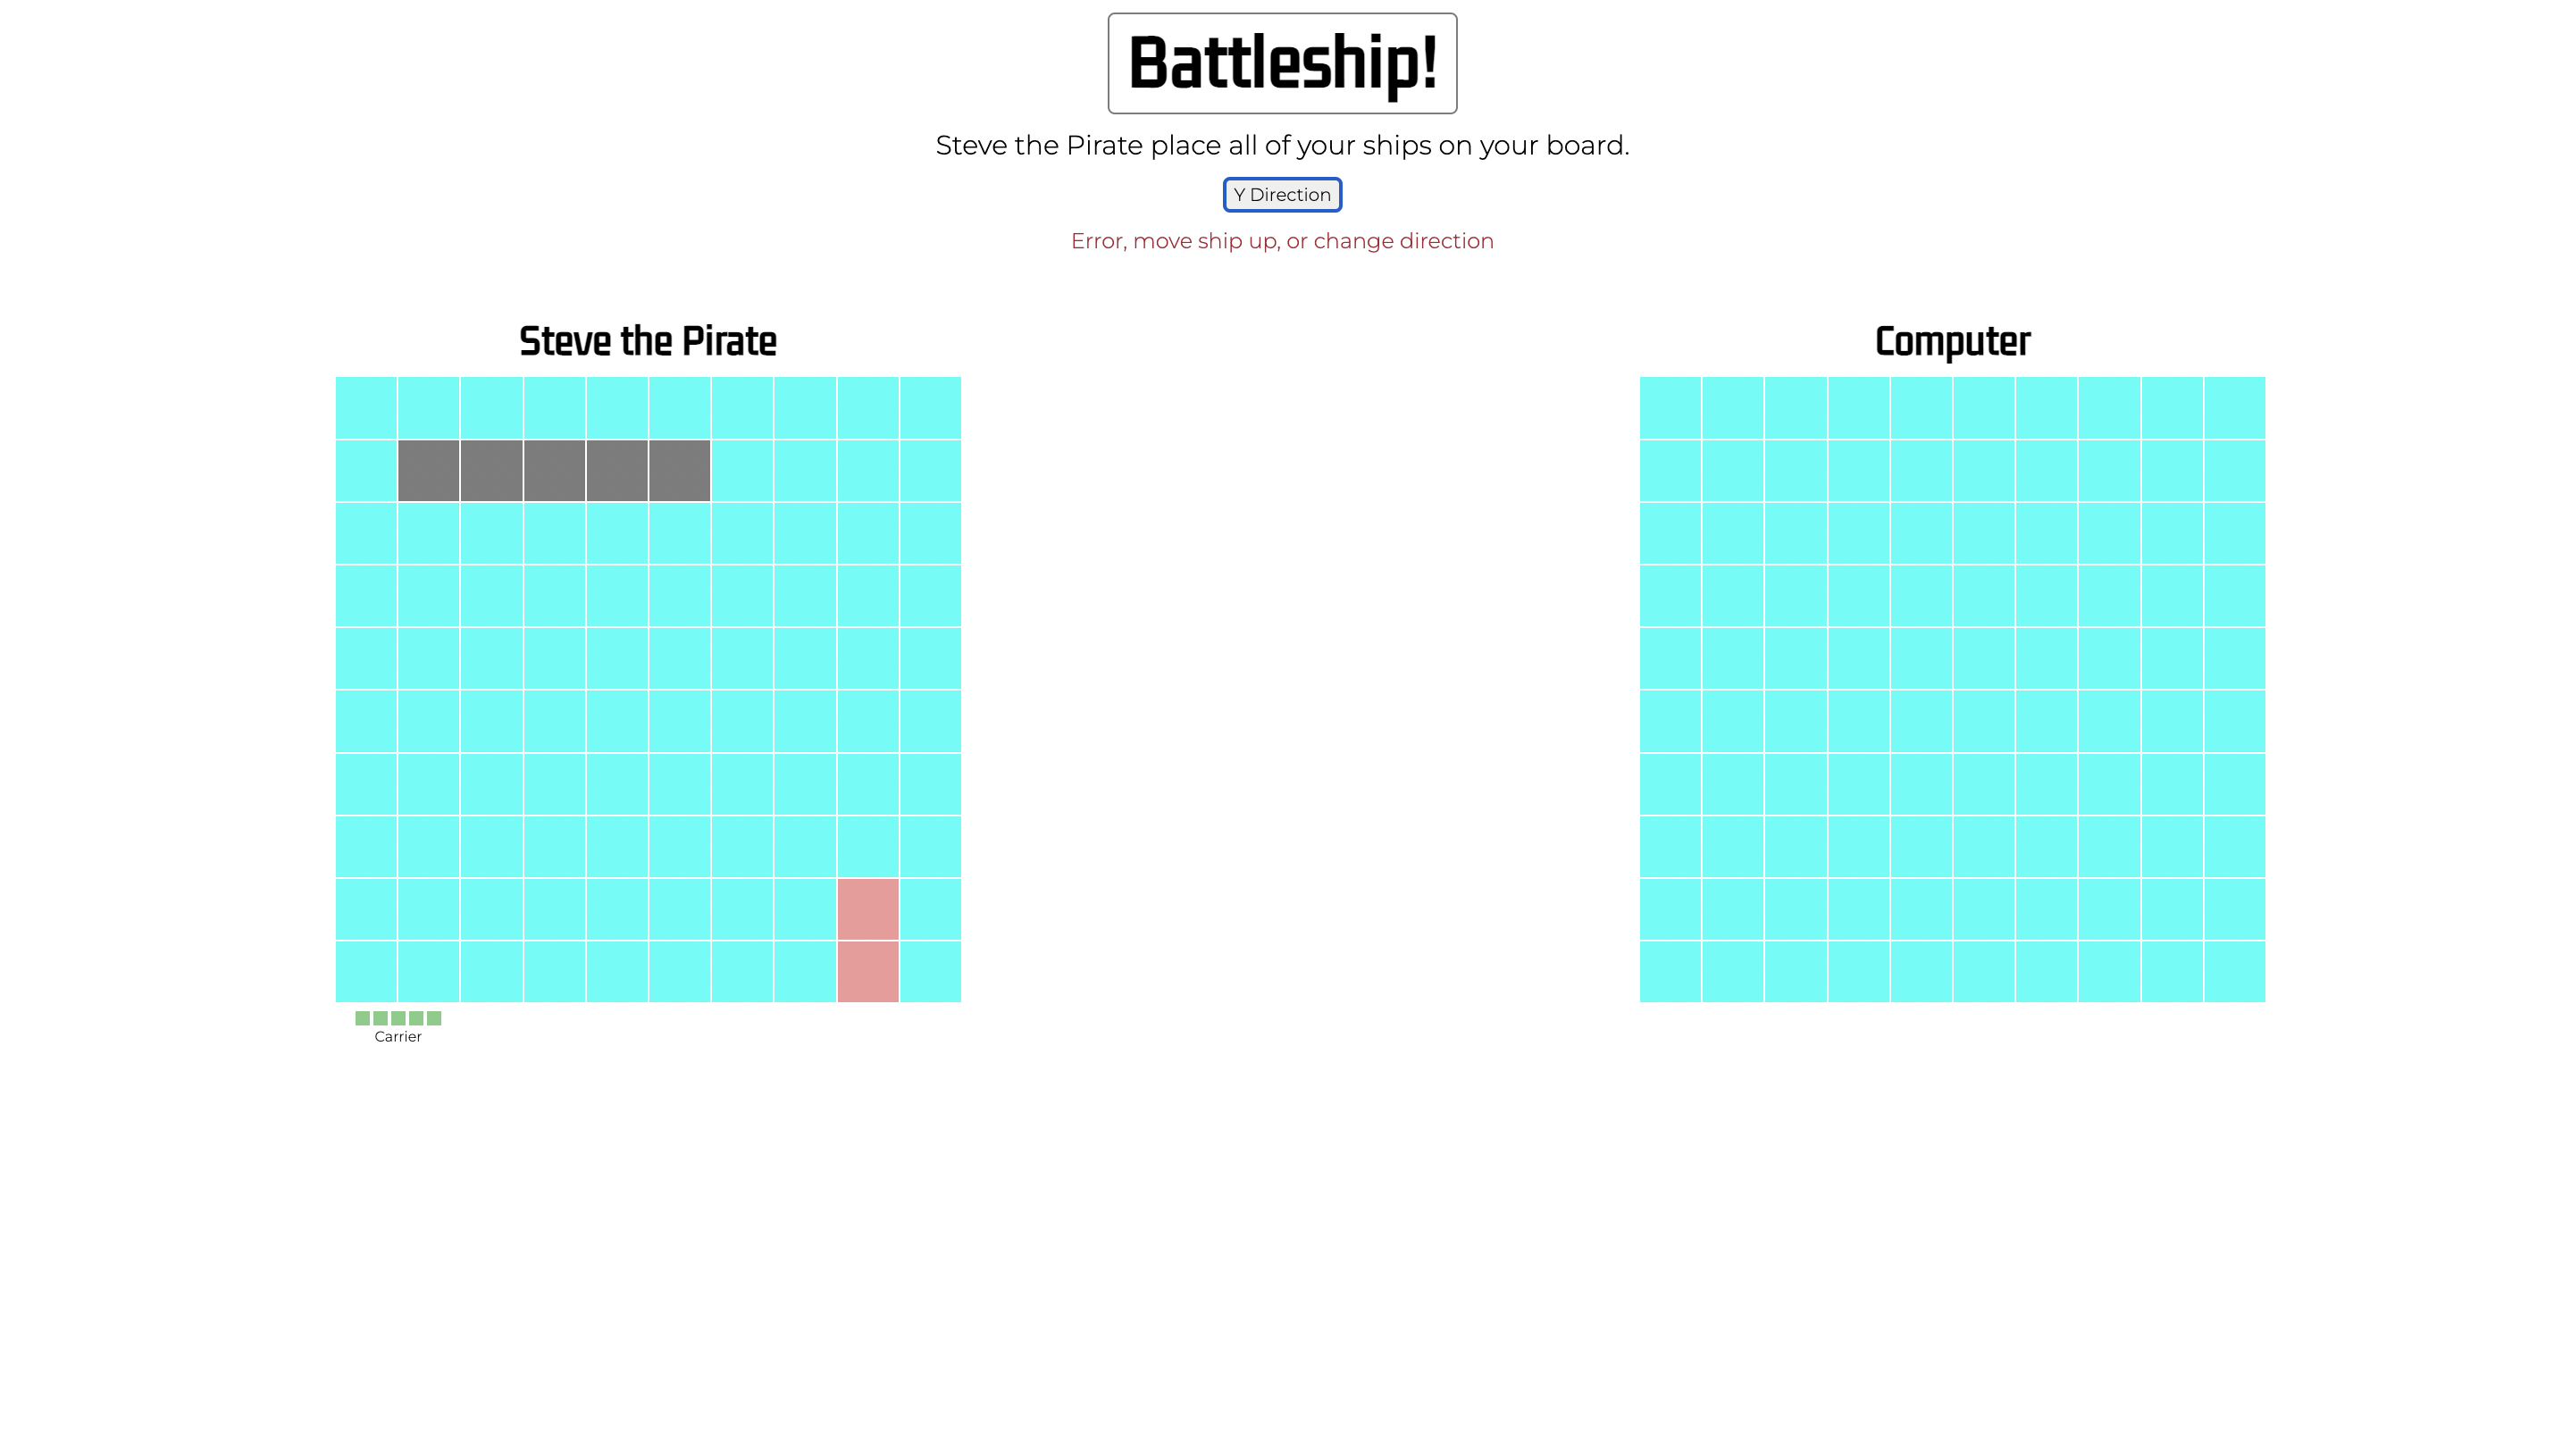 Battleship!
Steve the Pirate place all of your ships on your board.
Y Direction
Error, move ship up, or change direction
Steve the Pirate
Computer
Carrier